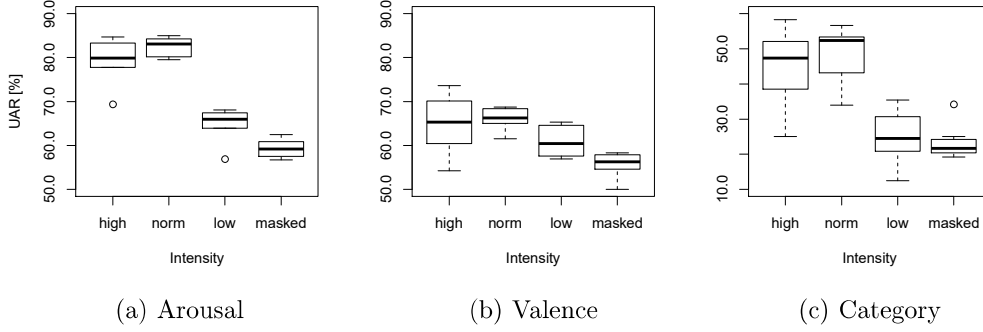 UAR [%]
90.0
80.0
70.0
60.0
50.0
high norm low masked
Intensity
(a) Arousal
90.0
80.0
70.0
60.0
50.0
high norm low masked
Intensity
(b) Valence
50.0
30.0
10.0
high norm low masked
Intensity
(c) Category